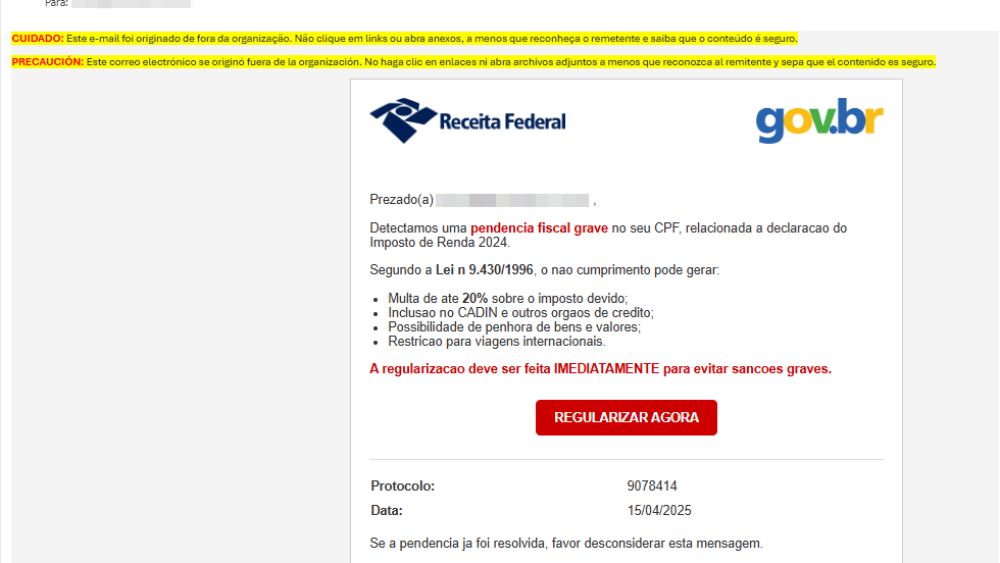 Para:
CUIDADO: Este e-mail foi originado de fora da organização. Não clique em links ou abra anexos, a menos que reconheça o remetente e saiba que o conteúdo é seguro.
PRECAUCIÓN: Este correo electrónico se originó fuera de la organización. No haga clic en enlaces ni abra archivos adjuntos a menos que reconozca al remitente y sepa que el contenido es seguro.
Receita Federal
gov.br
Prezado(a) ,
Detectamos uma pendencia fiscal grave no seu CPF, relacionada a declaracao do
Imposto de Renda 2024.
Segundo a Lei n 9.430/1996, o nao cumprimento pode gerar:
• Multa de ate 20% sobre o imposto devido;
• Inclusao no CADIN e outros orgaos de credito;
• Possibilidade de penhora de bens e valores;
• Restricao para viagens internacionais.
A regularizacao deve ser feita IMEDIATAMENTE para evitar sancoes graves.
REGULARIZAR AGORA
Protocolo: 9078414
Data: 15/04/2025
Se a pendencia ja foi resolvida, favor desconsiderar esta mensagem.